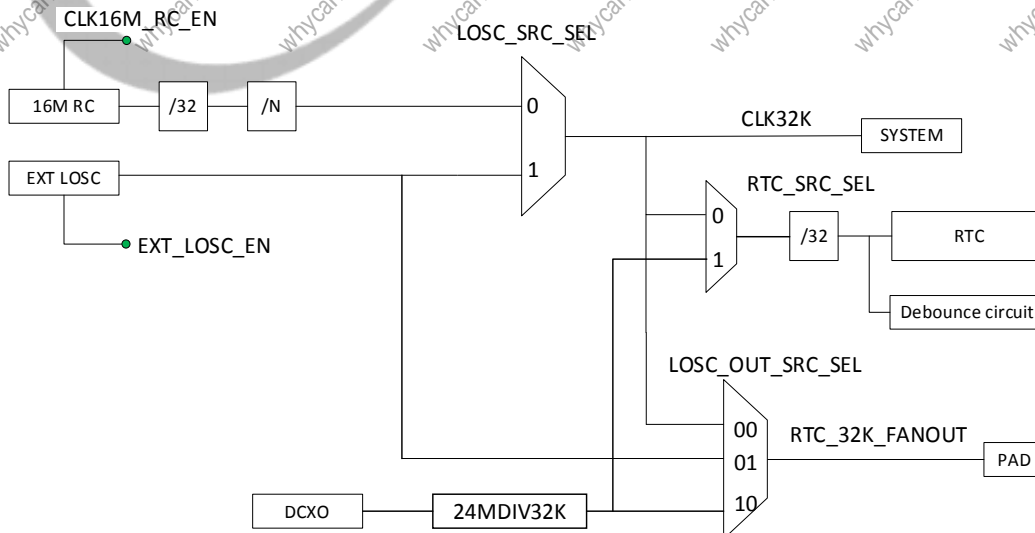 CLK16M_RC_EN
LOSC_SRC_SEL
16M RC
/32
/N
0
CLK32K
SYSTEM
EXT LOSC
1
RTC_SRC_SEL
0
/32
RTC
EXT_LOSC_EN
1
Debounce circuit
LOSC_OUT_SRC_SEL
00
RTC_32K_FANOUT
01
PAD
10
DCXO
24MDIV32K